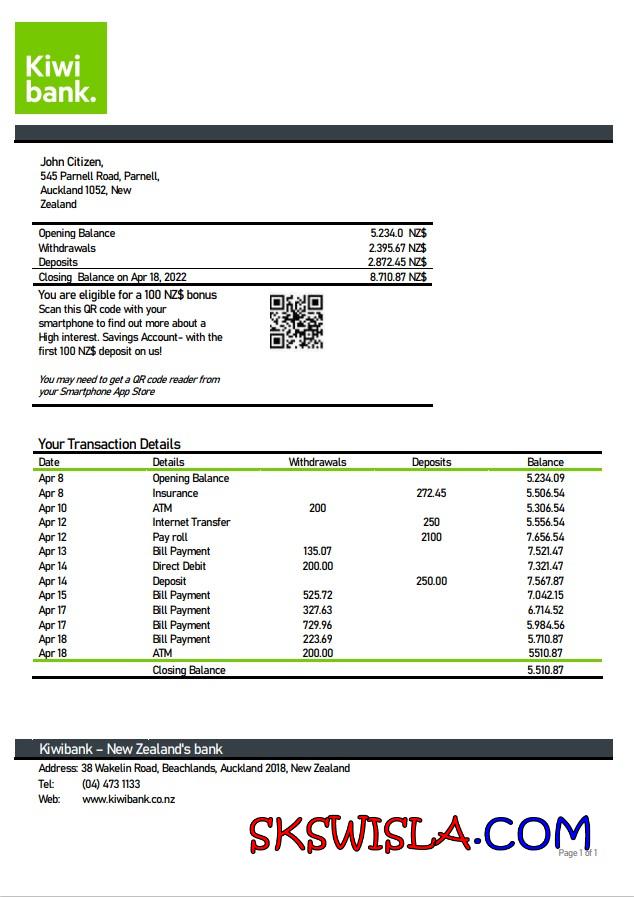 Kiwi
bank.
John Citizen,
545 Parnell Road, Parnell,
Auckland 1052, New
Zealand
Opening Balance 5.234.0 NZ$
Withdrawals 2.395.67 NZ$
Deposits 2.872.45 NZ$
Closing Balance on Apr 18, 2022 8.710.87 NZ$
You are eligible for a 100 NZ$ bonus
Scan this QR code with your
smartphone to find out more about a
High interest. Savings Account- with the
first 100 NZ$ deposit on us!
You may need to get a QR code reader from
your Smartphone App Store
Your Transaction Details
Date Details Withdrawals Deposits Balance
Apr 8 Opening Balance 5.234.09
Apr 8 Insurance 272.45 5.506.54
Apr 10 ATM 200 5.306.54
Apr 12 Internet Transfer 250 5.556.54
Apr 12 Pay roll 2100 7.656.54
Apr 13 Bill Payment 135.07 7.521.47
Apr 14 Direct Debit 200.00 7.321.47
Apr 14 Deposit 250.00 7.567.87
Apr 15 Bill Payment 525.72 7.042.15
Apr 17 Bill Payment 327.63 6.714.52
Apr 17 Bill Payment 729.96 5.984.56
Apr 18 Bill Payment 223.69 5.710.87
Apr 18 ATM 200.00 5510.87
Closing Balance 5.510.87
Kiwibank – New Zealand's bank
Address: 38 Wakelin Road, Beachlands, Auckland 2018, New Zealand
Tel: (04) 473 1133
Web: www.kiwibank.co.nz
SKSWISLA.COM
Page 1 of 1